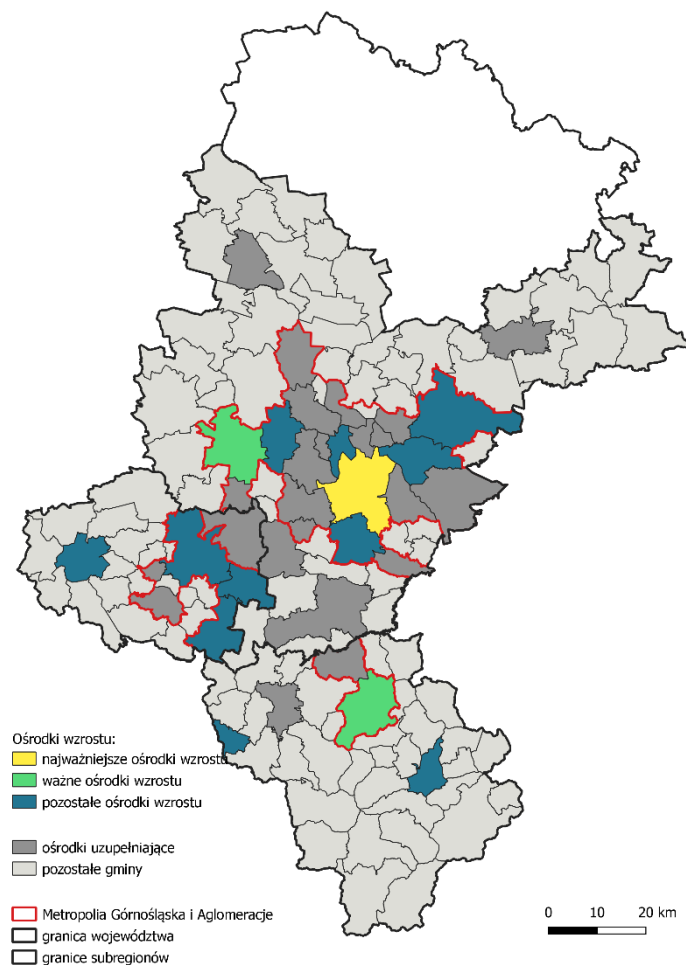 Ośrodki wzrostu:
najważniejsze ośrodki wzrostu
ważne ośrodki wzrostu
pozostałe ośrodki wzrostu
ośrodki uzupełniające
pozostałe gminy
Metropolia Górnośląska i Aglomeracje
granica województwa
granice subregionów
0 10 20 km